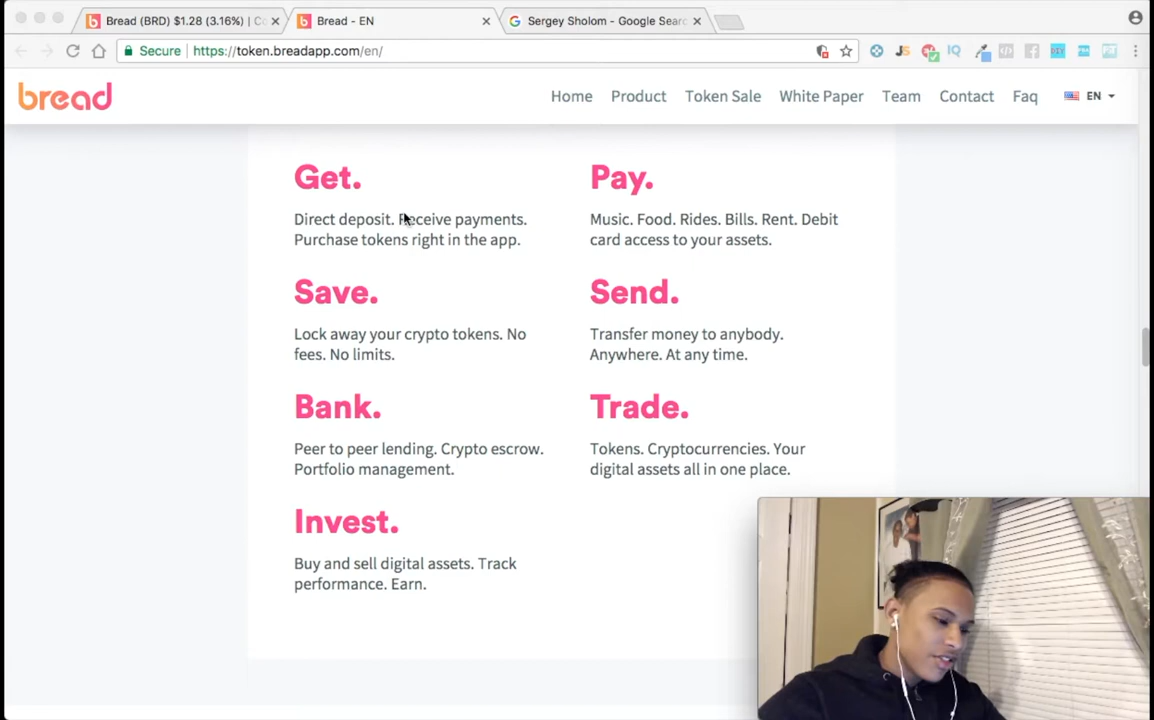 Bread (BRD) $1.28 (3.16%) | Co
Bread - EN
Sergey Sholom - Google Searc
Secure
https://token.breadapp.com/en/
JS
IQ
DIY
bread
Home
Product
Token Sale
White Paper
Team
Contact
Faq
EN
Get.
Direct deposit. Receive payments.
Purchase tokens right in the app.
Pay.
Music. Food. Rides. Bills. Rent. Debit
card access to your assets.
Save.
Lock away your crypto tokens. No
fees. No limits.
Send.
Transfer money to anybody.
Anywhere. At any time.
Bank.
Peer to peer lending. Crypto escrow.
Portfolio management.
Trade.
Tokens. Cryptocurrencies. Your
digital assets all in one place.
Invest.
Buy and sell digital assets. Track
performance. Earn.